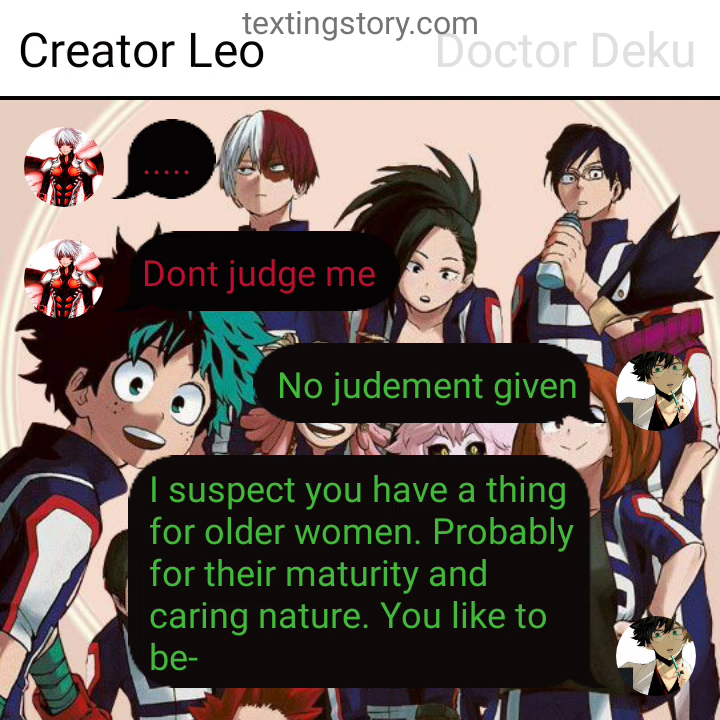 textingstory.com
Creator Leo
Doctor Deku
.....
Dont judge me
No judement given
I suspect you have a thing
for older women. Probably
for their maturity and
caring nature. You like to
be-